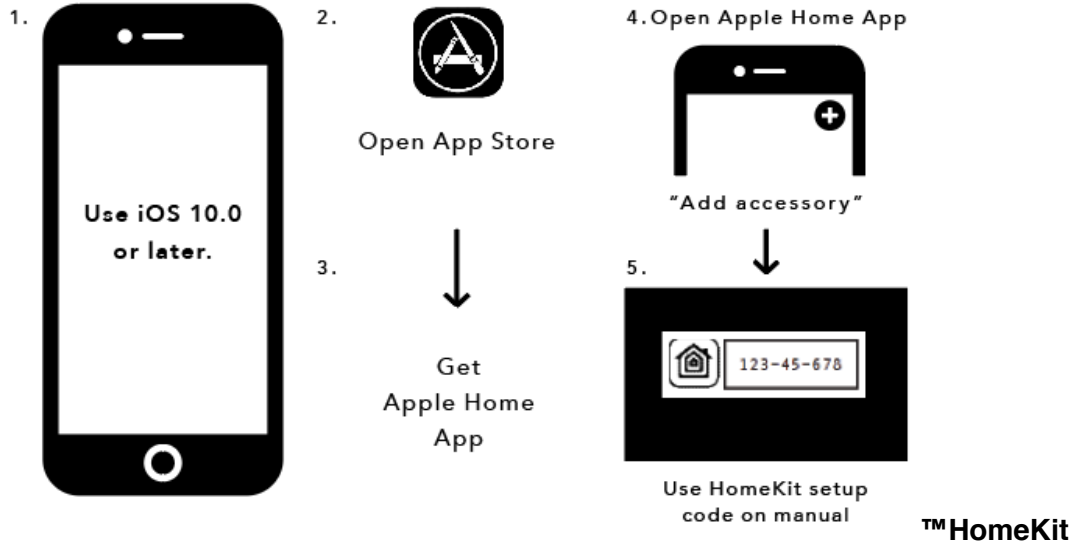 1.
Use iOS 10.0
or later.
2.
Open App Store
3.
Get
Apple Home
App
4. Open Apple Home App
"Add accessory"
5.
123-45-678
Use HomeKit setup
code on manual
™HomeKit